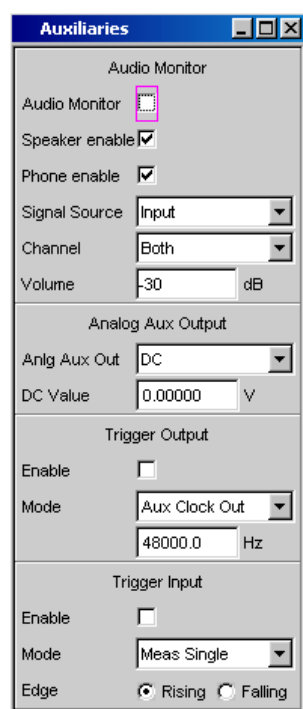 Auxiliaries
Audio Monitor
Audio Monitor
Speaker enable
Phone enable
Signal Source Input
Channel Both
Volume -30 dB
Analog Aux Output
Anlg Aux Out DC
DC Value 0.00000 V
Trigger Output
Enable
Mode Aux Clock Out
48000.0 Hz
Trigger Input
Enable
Mode Meas Single
Edge Rising Falling